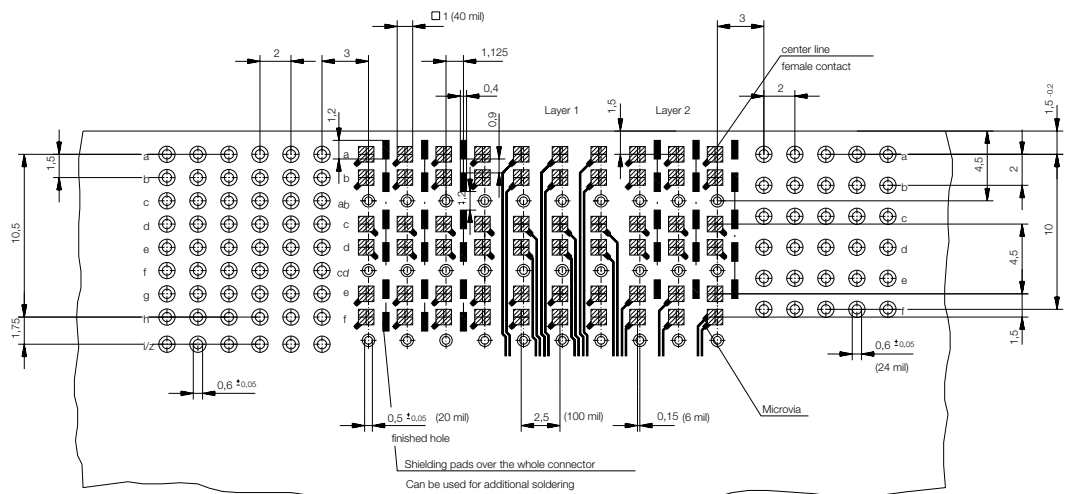 □ 1 (40 mil)
2
3
1,125
0,4
1,2
0,9
Layer 1
1,5
Layer 2
3
center line
female contact
2
1,5 -0.2
a
b
c
d
e
f
g
h
i/z
1,5
10,5
1,75
a
b
ab
c
d
cd
e
f
1,2
4,5
2
10
4,5
1,5
a
b
c
d
e
f
0,6 ±0,05
0,5 ±0,05 (20 mil)
finished hole
2,5 (100 mil)
0,15 (6 mil)
0,6 ±0,05
(24 mil)
Microvia
Shielding pads over the whole connector
Can be used for additional soldering